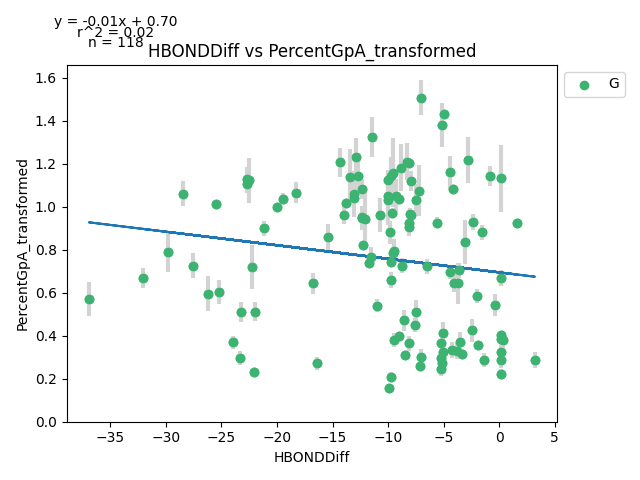 y = -0.01x + 0.70
r^2 = 0.02
n = 118
HBONDDiff vs PercentGpA_transformed
G
PercentGpA_transformed
1.6
1.4
1.2
1.0
0.8
0.6
0.4
0.2
0.0
−35 −30 −25 −20 −15 −10 −5 0 5
HBONDDiff